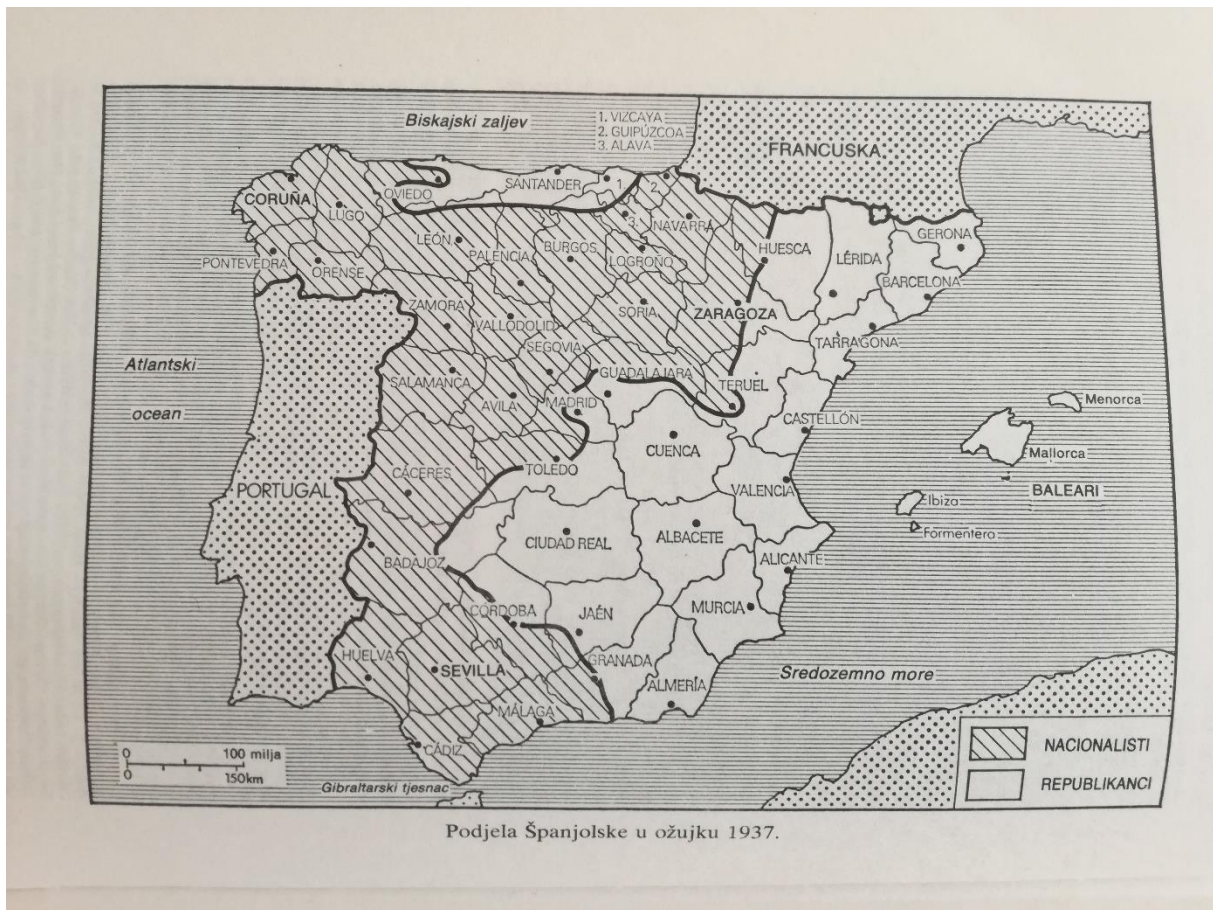 Biskajski zaljev
1. VIZCAYA
2. GUIPÚZCOA
3. ALAVA
FRANCUSKA
CORUÑA
LUGO
OVIEDO
SANTANDER
1.
2.
3.
NAVARRA
PONTEVEDRA
ORENSE
LEÓN
PALENCIA
BURGOS
LOGROÑO
HUESCA
LÉRIDA
GERONA
BARCELONA
ZAMORA
VALLODOLID
SORIA
ZARAGOZA
TARRAGONA
SEGOVIA
Atlantski
ocean
SALAMANCA
AVILA
MADRID
GUADALAJARA
TERUEL
CASTELLÓN
Menorca
Mallorca
BALEARI
Ibiza
Formentero
PORTUGAL
CÁCERES
TOLEDO
CUENCA
VALENCIA
BADAJOZ
CIUDAD REAL
ALBACETE
ALICANTE
CÓRDOBA
JAÉN
MURCIA
HUELVA
SEVILLA
GRANADA
ALMERÍA
Sredozemno more
MÁLAGA
CÁDIZ
0 100 milja
0 150km
Gibraltarski tjesnac
NACIONALISTI
REPUBLIKANCI
Podjela Španjolske u ožujku 1937.